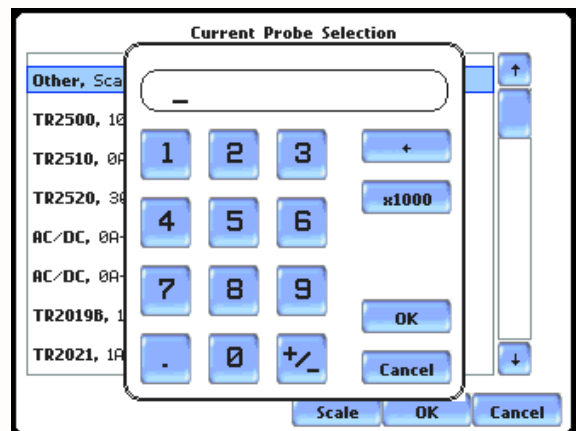 Current Probe Selection
Other, Sca
TR2500, 10
TR2510, 0A
TR2520, 30
AC/DC, 0A-
AC/DC, 0A-
TR2019B, 1
TR2021, 1A
_
1 2 3 ←
4 5 6 x1000
7 8 9 OK
. 0 +/_ Cancel
↑
↓
Scale OK Cancel